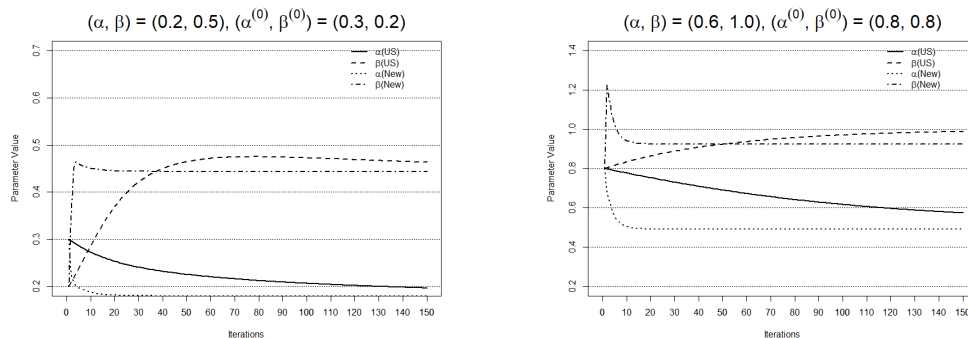 (α, β) = (0.2, 0.5), (α^(0), β^(0)) = (0.3, 0.2)
α(US)
β(US)
α(New)
β(New)
Parameter Value
0.7
0.6
0.5
0.4
0.3
0.2
0 10 20 30 40 50 60 70 80 90 100 110 120 130 140 150
Iterations
(α, β) = (0.6, 1.0), (α^(0), β^(0)) = (0.8, 0.8)
α(US)
β(US)
α(New)
β(New)
Parameter Value
1.4
1.2
1.0
0.8
0.6
0.4
0.2
0 10 20 30 40 50 60 70 80 90 100 110 120 130 140 150
Iterations